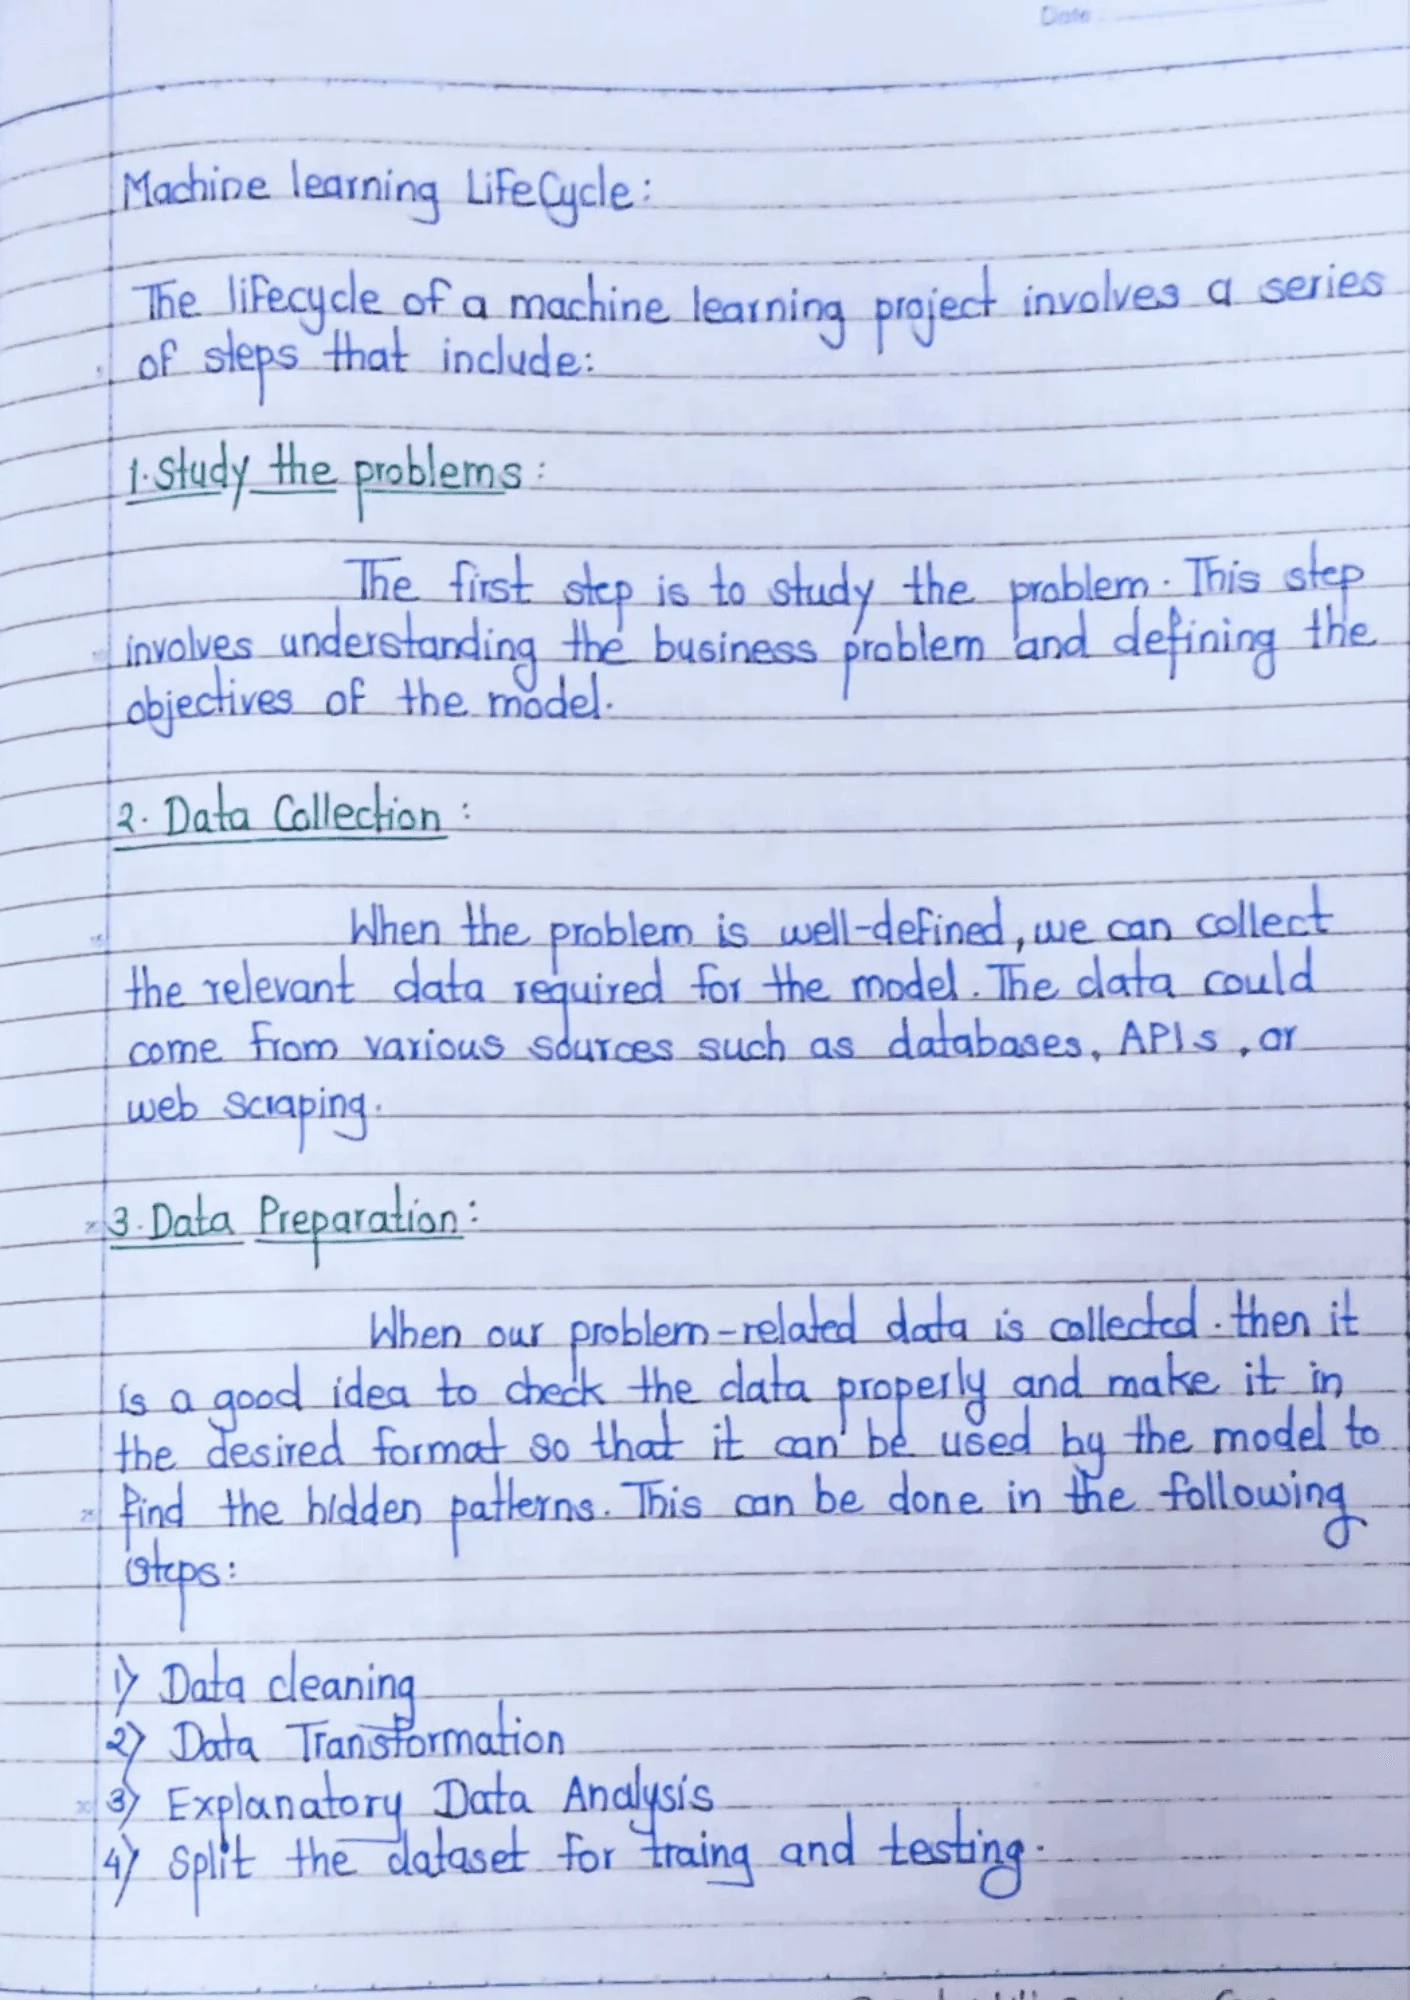 Date
Machine learning LifeCycle:
The lifecycle of a machine learning project involves a series
of steps that include:
1. Study the problems:
The first step is to study the problem. This step
involves understanding the business problem and defining the
objectives of the model.
2. Data Collection:
When the problem is well-defined, we can collect
the relevant data required for the model. The data could
come from various sources such as databases, APIs, or
web scraping.
3. Data Preparation:
When our problem-related data is collected. then it
is a good idea to check the data properly and make it in
the desired format so that it can be used by the model to
find the hidden patterns. This can be done in the following
steps:
1) Data cleaning
2) Data Transformation
3) Explanatory Data Analysis
4) Split the dataset for traing and testing.